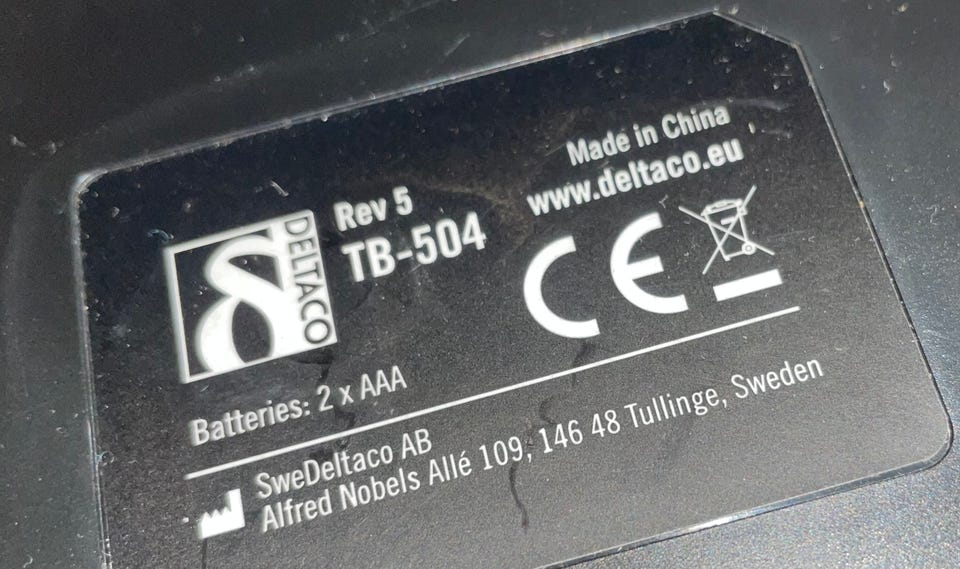 Made in China
www.deltaco.eu
DELTACO
Rev 5
TB-504
CE
Batteries: 2 x AAA
SweDeltaco AB
Alfred Nobels Allé 109, 146 48 Tullinge, Sweden